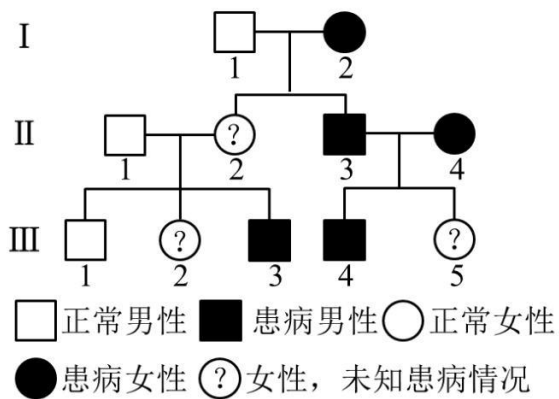 I
1 2
II
? ?
1 2 3 4
III
? ?
1 2 3 4 5
正常男性 患病男性 正常女性
患病女性 ? 女性，未知患病情况